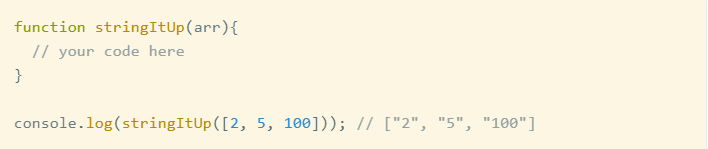 function stringItUp(arr){
  // your code here
}
console.log(stringItUp([2, 5, 100])); // ["2", "5", "100"]